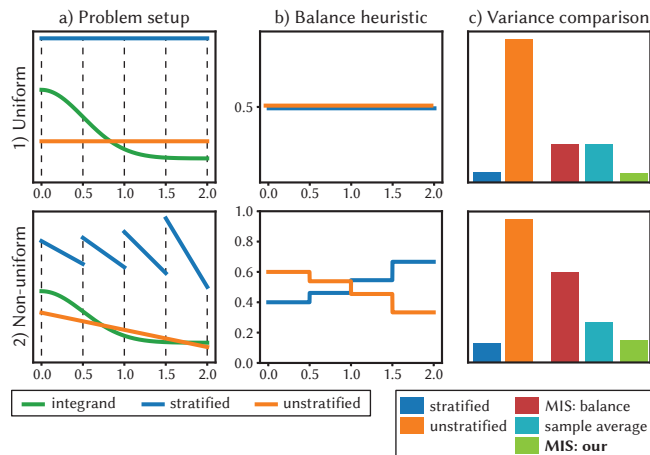 a) Problem setup
b) Balance heuristic
c) Variance comparison
1) Uniform
0.5
0.0 0.5 1.0 1.5 2.0
0.0 0.5 1.0 1.5 2.0
2) Non-uniform
1.0
0.8
0.6
0.4
0.2
0.0
0.0 0.5 1.0 1.5 2.0
0.0 0.5 1.0 1.5 2.0
integrand stratified unstratified
stratified MIS: balance
unstratified sample average
MIS: our